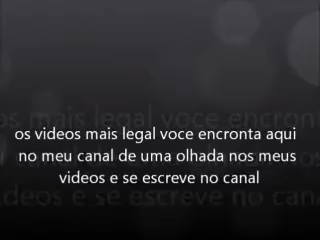 os videos mais legal voce encronta aqui
no meu canal de uma olhada nos meus
videos e se escreve no canal